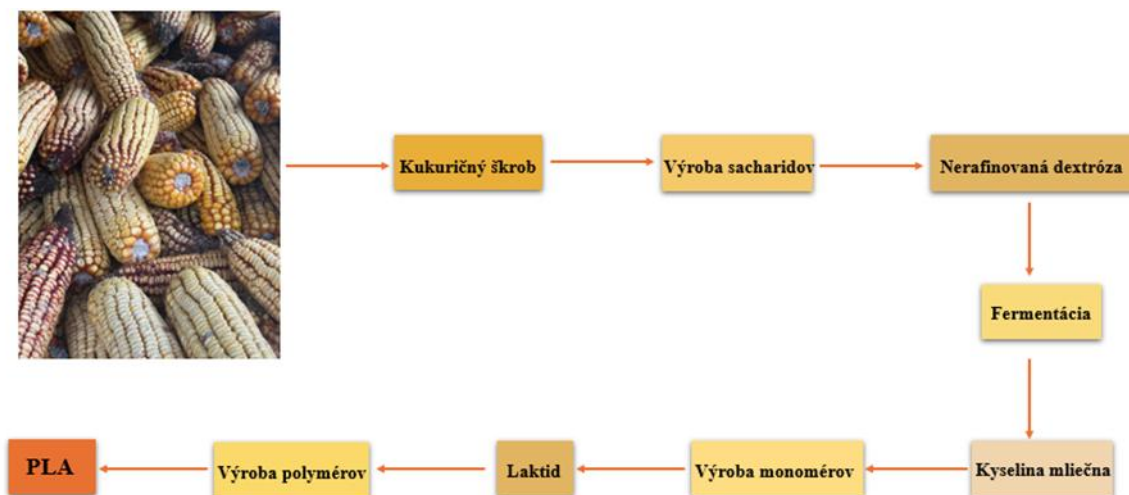 Kukuričný škrob
Výroba sacharidov
Nerafinovaná dextróza
Fermentácia
Kyselina mliečna
Výroba monomérov
Laktid
Výroba polymérov
PLA